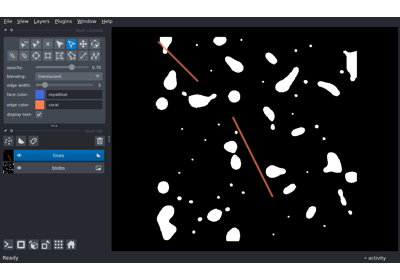 File View Layers Plugins Window Help
opacity: 0.70
blending: translucent
edge width: 5
face color: royalblue
edge color: coral
display text: ✓
lines
blobs
Ready activity